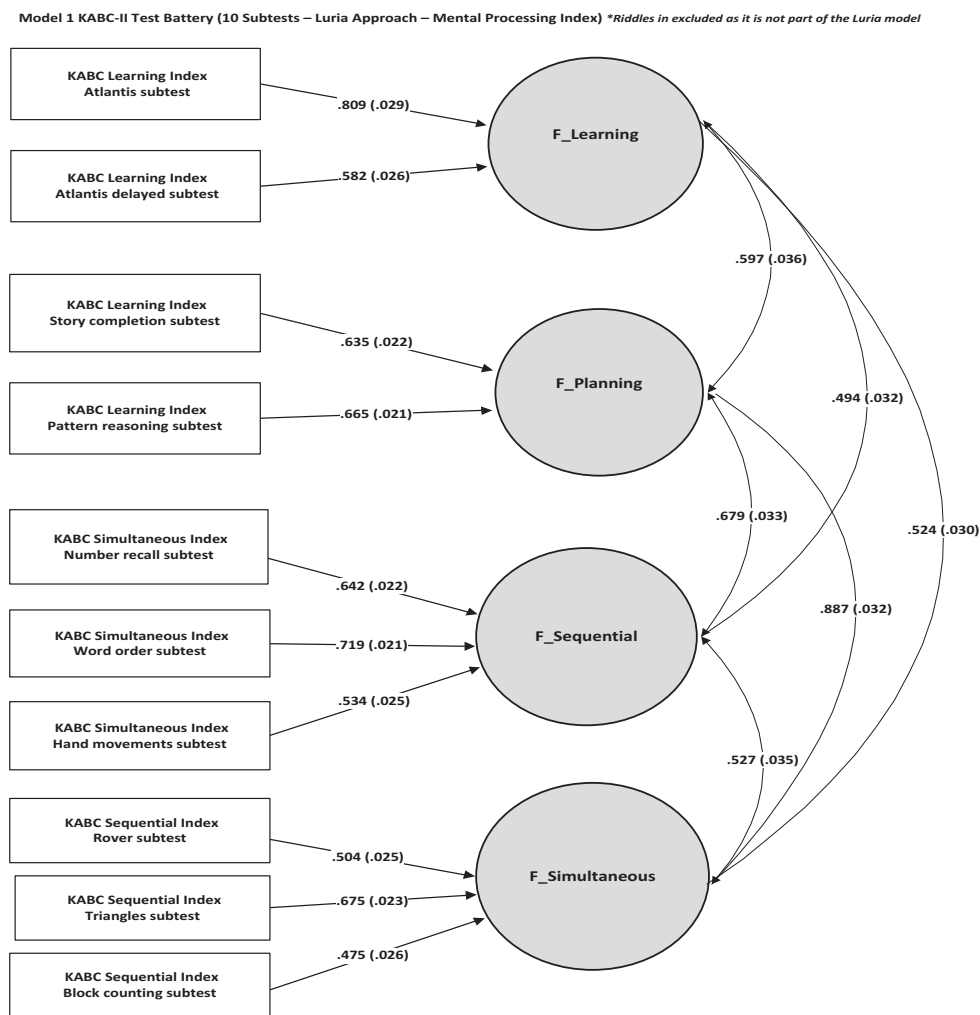 Model 1 KABC-II Test Battery (10 Subtests – Luria Approach – Mental Processing Index) *Riddles in excluded as it is not part of the Luria model
KABC Learning Index
Atlantis subtest
.809 (.029)
F_Learning
KABC Learning Index
Atlantis delayed subtest
.582 (.026)
.597 (.036)
KABC Learning Index
Story completion subtest
.635 (.022)
F_Planning
KABC Learning Index
Pattern reasoning subtest
.665 (.021)
.494 (.032)
.679 (.033)
.524 (.030)
KABC Simultaneous Index
Number recall subtest
.642 (.022)
.887 (.032)
KABC Simultaneous Index
Word order subtest
.719 (.021)
F_Sequential
KABC Simultaneous Index
Hand movements subtest
.534 (.025)
.527 (.035)
KABC Sequential Index
Rover subtest
.504 (.025)
F_Simultaneous
KABC Sequential Index
Triangles subtest
.675 (.023)
KABC Sequential Index
Block counting subtest
.475 (.026)